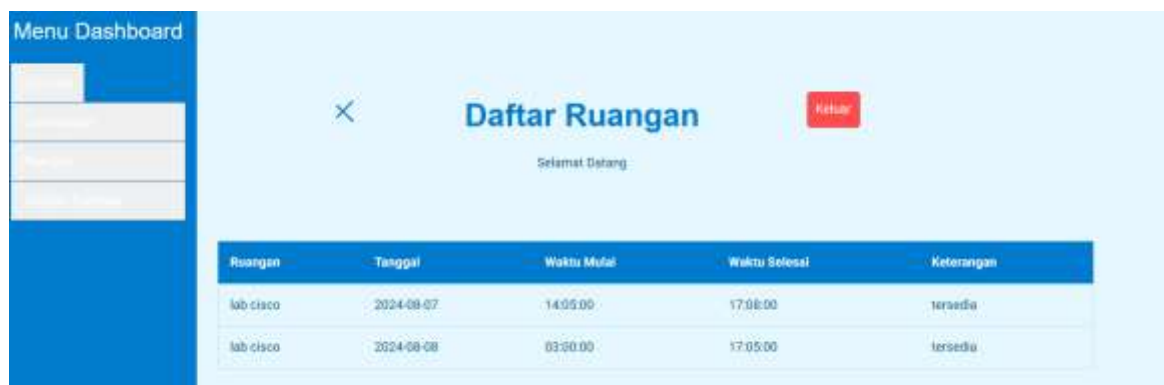 Menu Dashboard
Daftar Ruangan
Keluar
Selamat Datang
Ruangan Tanggal Waktu Mulai Waktu Selesai Keterangan
lab cisco 2024-08-07 14:05:00 17:08:00 tersedia
lab cisco 2024-08-08 03:00:00 17:05:00 tersedia